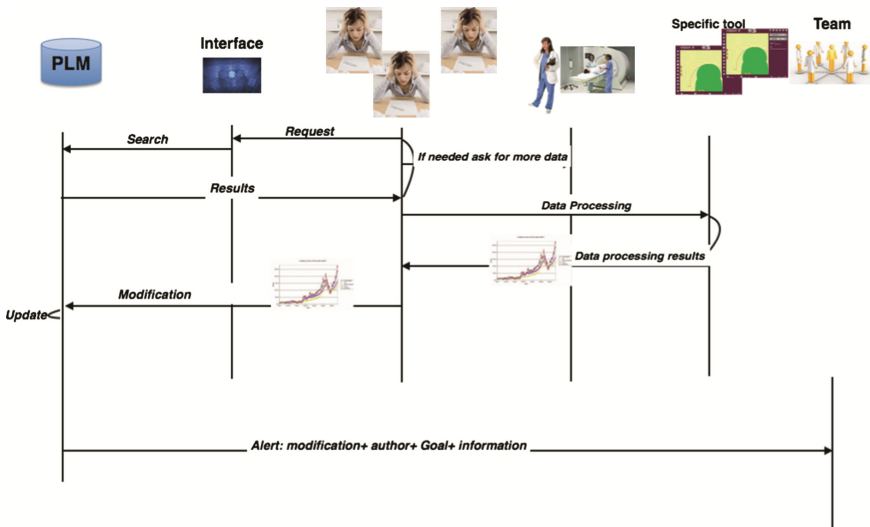 PLM
Interface
Specific tool
Team
Search
Request
If needed ask for more data
Results
Data Processing
Data processing results
Modification
Update
Alert: modification+ author+ Goal+ information